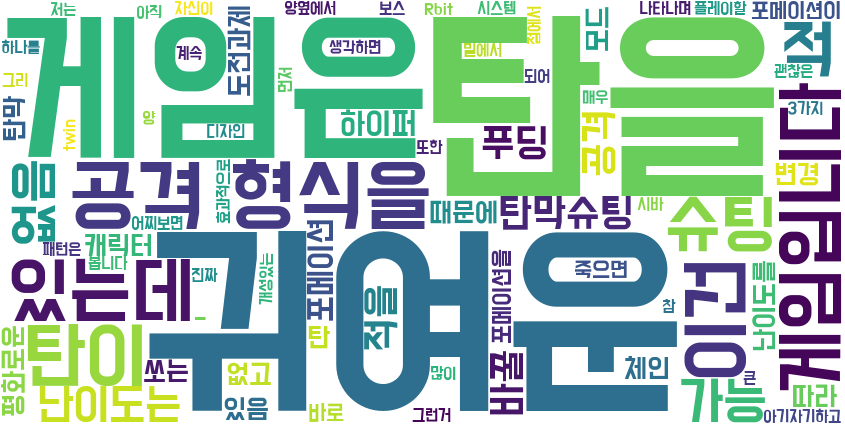 저는 아직 자신이 양옆에서 보스 Rbit 시스템 나타나며 플레이할 포메이션이
하나를 게임은 계속 생각하면 탄을 모드 적
그리 도전과제 먼저 밑에서 짐에서 되어 괜찮은
탄막 twin 양 디자인 하이퍼 또한 푸딩 매우 공격 3가지
없음 공격 형식을 효과적으로 때문에 탄막슈팅 시바 변경 게임입니다
어찌보면 캐릭터 포메이션 슈팅
패턴은 봅니다 개성있는
있는데 진짜 귀여운 적을 포메이션을 죽으면 참 이건 난이도를
평화로운 탄이 쏘는 없고 탄 많이 바꿀 체인 큰 따라
난이도는 있음 바로 그런거 가능 아기자기하고